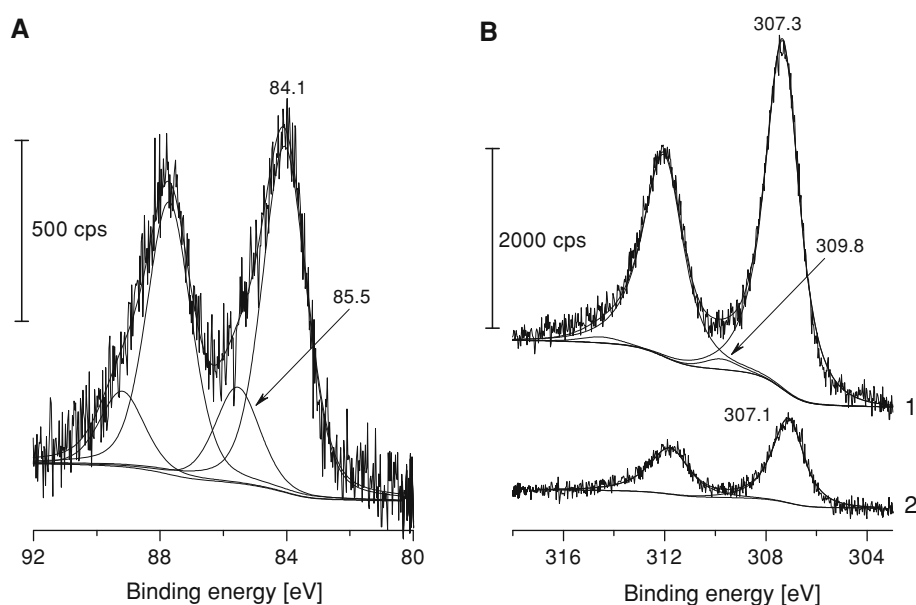 A
84.1
500 cps
85.5
92
88
84
80
Binding energy [eV]
B
307.3
2000 cps
309.8
1
307.1
2
316
312
307
304
Binding energy [eV]